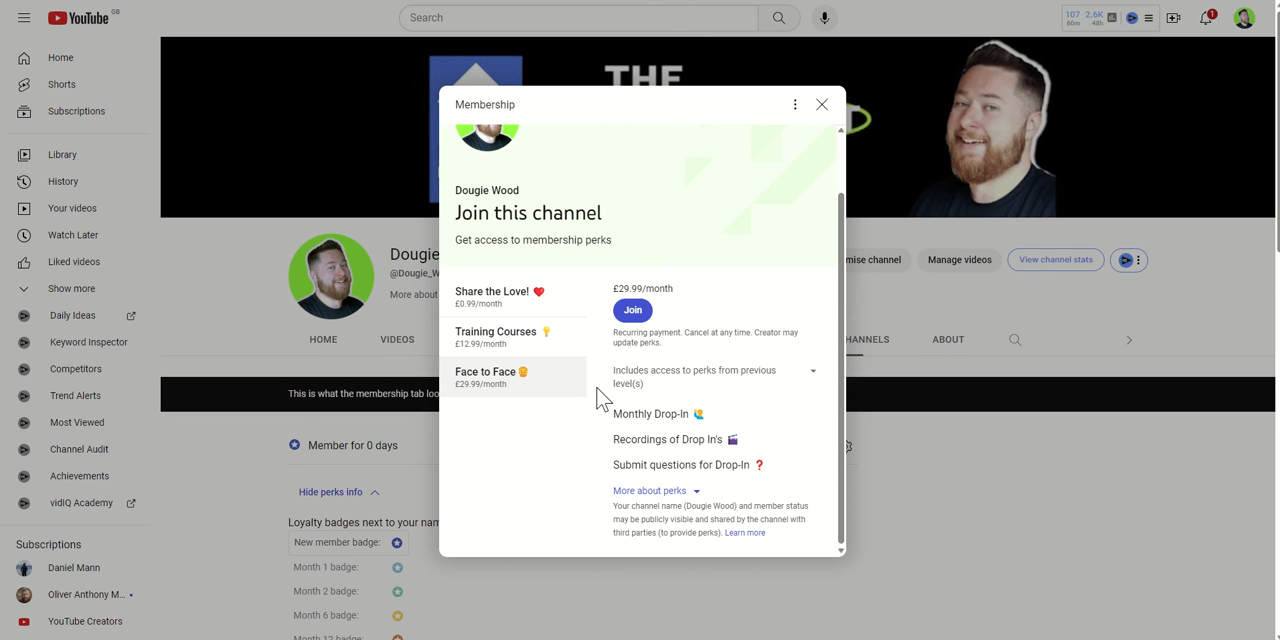 YouTube GB
Search
107 2.6K
60m 48h
1
Home
Shorts
Subscriptions
Library
History
Your videos
Watch Later
Liked videos
Show more
Daily Ideas
Keyword Inspector
Competitors
Trend Alerts
Most Viewed
Channel Audit
Achievements
vidIQ Academy
Subscriptions
Daniel Mann
Oliver Anthony M...
YouTube Creators
THE
Dougie
@Dougie_W
More about
mise channel
Manage videos
View channel stats
HOME
VIDEOS
HANNELS
ABOUT
This is what the membership tab loo
Member for 0 days
Hide perks info
Loyalty badges next to your nam
New member badge:
Month 1 badge:
Month 2 badge:
Month 6 badge:
Month 12 badge:
Membership
Dougie Wood
Join this channel
Get access to membership perks
Share the Love! ❤️
£0.99/month
Training Courses 💡
£12.99/month
Face to Face
£29.99/month
£29.99/month
Join
Recurring payment. Cancel at any time. Creator may
update perks.
Includes access to perks from previous
level(s)
Monthly Drop-In 🙋
Recordings of Drop In's 🎬
Submit questions for Drop-In ❓
More about perks
Your channel name (Dougie Wood) and member status
may be publicly visible and shared by the channel with
third parties (to provide perks). Learn more